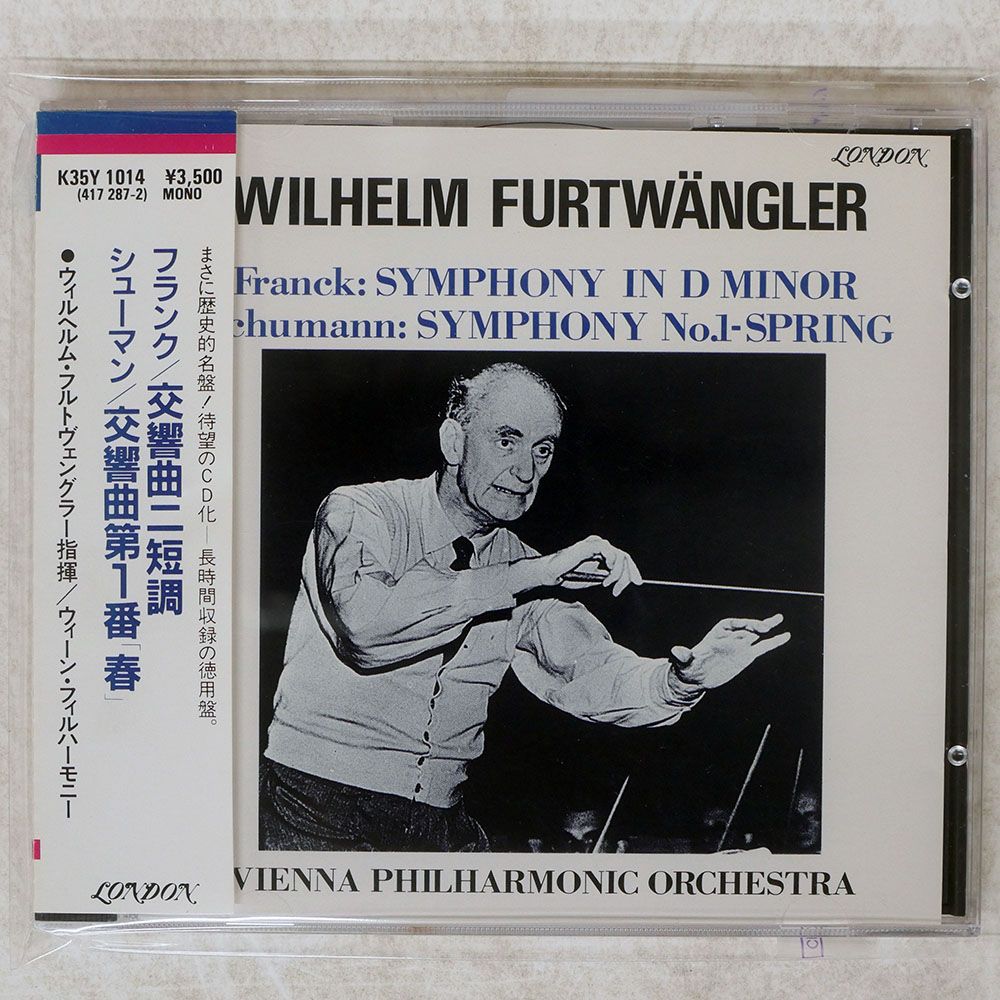 K35Y 1014 ¥3,500
(417 287-2) MONO
まさに歴史的名盤!待望のCD化─長時間収録の徳用盤。
フランク/交響曲ニ短調
シューマン/交響曲第1番「春」
●ウィルヘルム・フルトヴェングラー指揮/ウィーン・フィルハーモニー
LONDON
LONDON
WILHELM FURTWÄNGLER
Franck: SYMPHONY IN D MINOR
chumann: SYMPHONY No.1-SPRING
VIENNA PHILHARMONIC ORCHESTRA